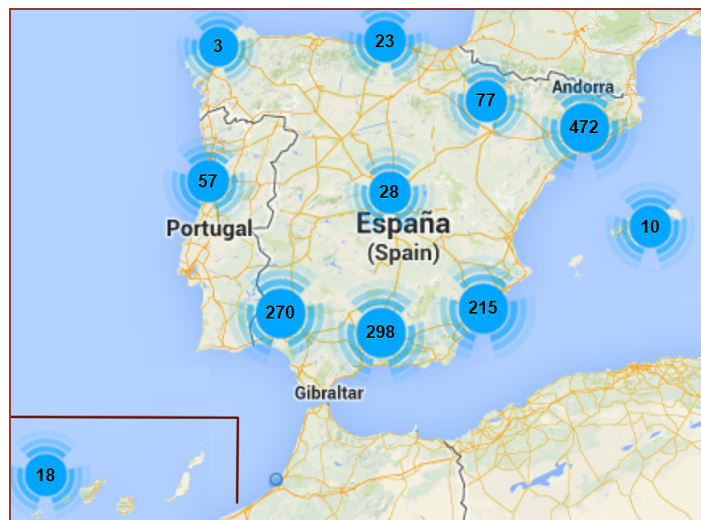 3
23
Andorra
77
472
57
28
10
Portugal
España
(Spain)
270
298
215
Gibraltar
18